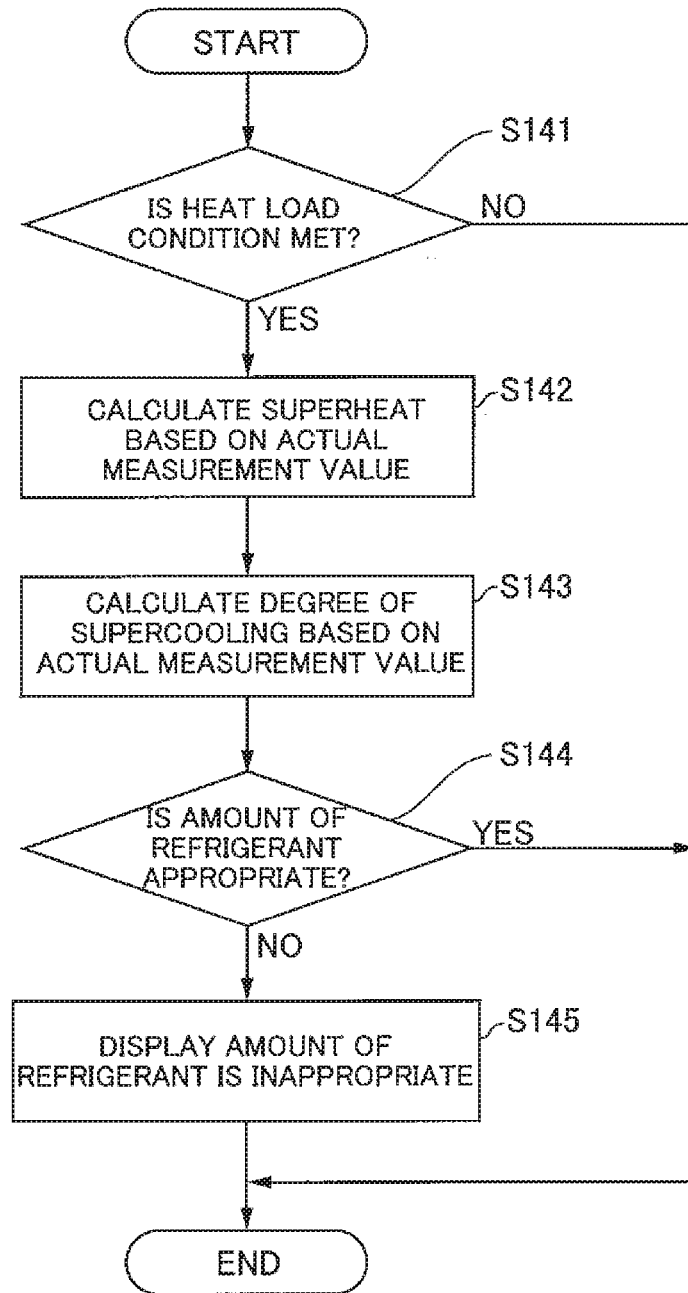 START
S141
IS HEAT LOAD
CONDITION MET?
NO
YES
S142
CALCULATE SUPERHEAT
BASED ON ACTUAL
MEASUREMENT VALUE
S143
CALCULATE DEGREE OF
SUPERCOOLING BASED ON
ACTUAL MEASUREMENT VALUE
S144
IS AMOUNT OF
REFRIGERANT
APPROPRIATE?
YES
NO
S145
DISPLAY AMOUNT OF
REFRIGERANT IS INAPPROPRIATE
END